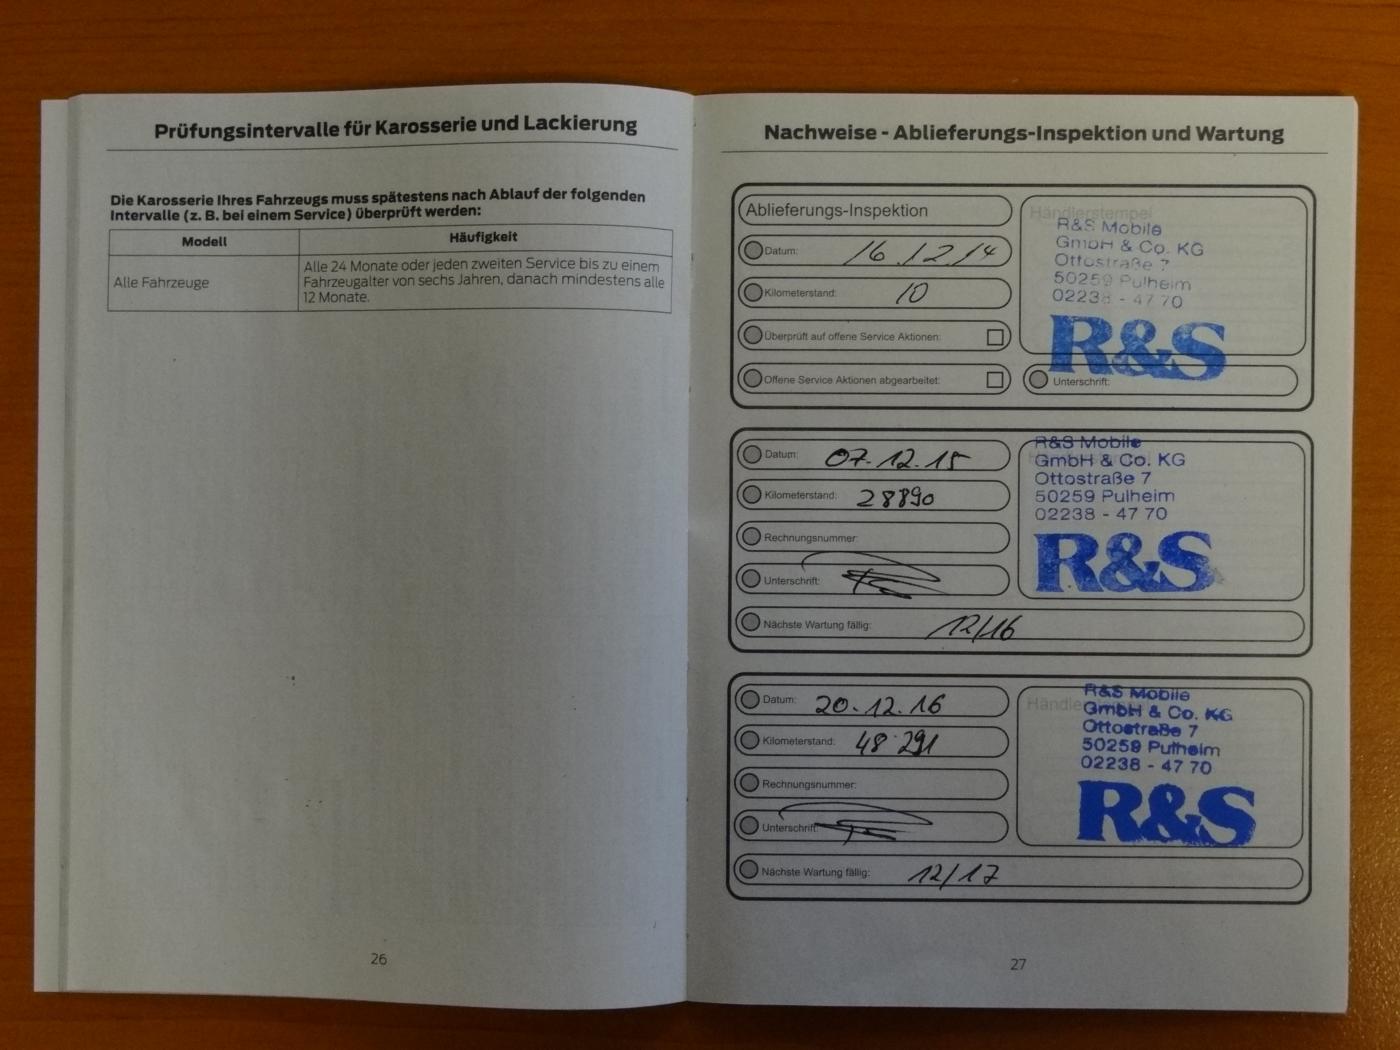 Prüfungsintervalle für Karosserie und Lackierung
Die Karosserie Ihres Fahrzeugs muss spätestens nach Ablauf der folgenden
Intervalle (z. B. bei einem Service) überprüft werden:
Modell Häufigkeit
Alle Fahrzeuge
Alle 24 Monate oder jeden zweiten Service bis zu einem
Fahrzeugalter von sechs Jahren, danach mindestens alle
12 Monate.
26
Nachweise - Ablieferungs-Inspektion und Wartung
Ablieferungs-Inspektion
Datum: 16.12.14
Kilometerstand: 10
Überprüft auf offene Service Aktionen:
Offene Service Aktionen abgearbeitet:
Händlerstempel
R&S Mobile
GmbH & Co. KG
Ottostraße 7
50259 Pulheim
02238 - 47 70
R&S
Unterschrift:
Datum: 07.12.15
Kilometerstand: 28890
Rechnungsnummer:
Unterschrift:
Nächste Wartung fällig: 12/16
R&S Mobile
GmbH & Co. KG
Ottostraße 7
50259 Pulheim
02238 - 47 70
R&S
Datum: 20.12.16
Kilometerstand: 48291
Rechnungsnummer:
Unterschrift:
Nächste Wartung fällig: 12/17
R&S Mobile
GmbH & Co. KG
Ottostraße 7
50259 Pulheim
02238 - 47 70
R&S
27